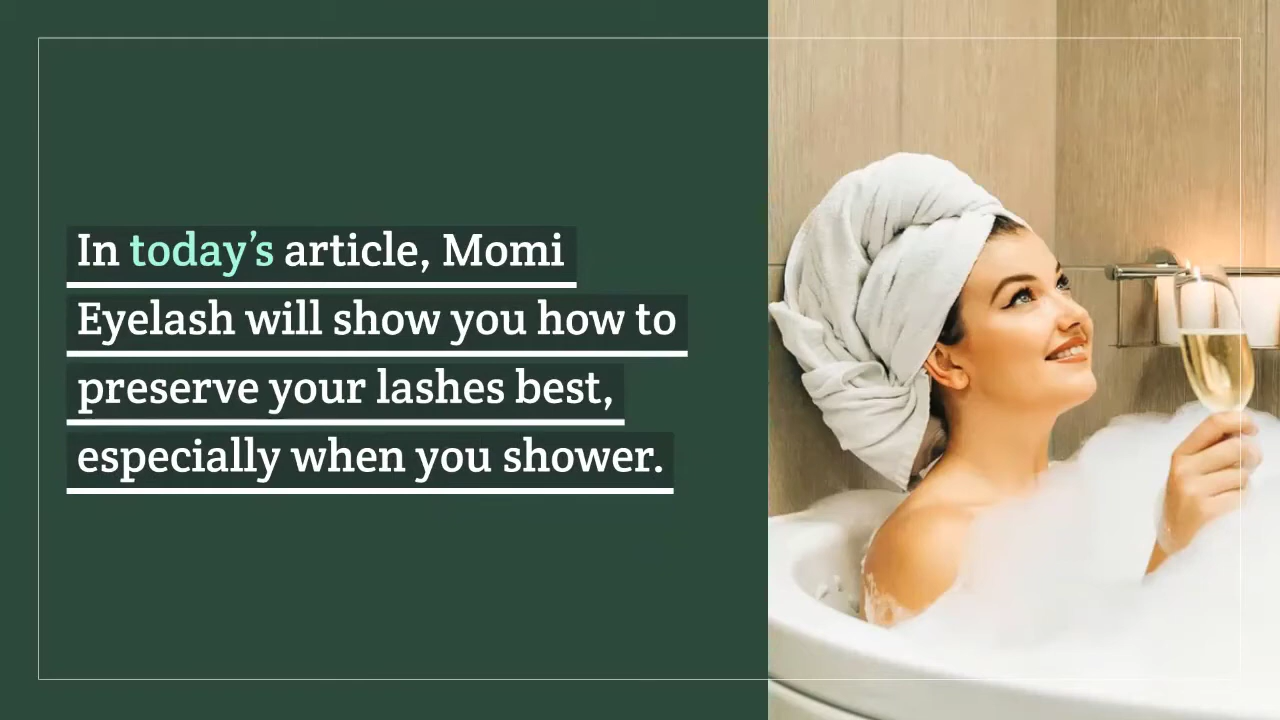 In today’s article, Momi
Eyelash will show you how to
preserve your lashes best,
especially when you shower.